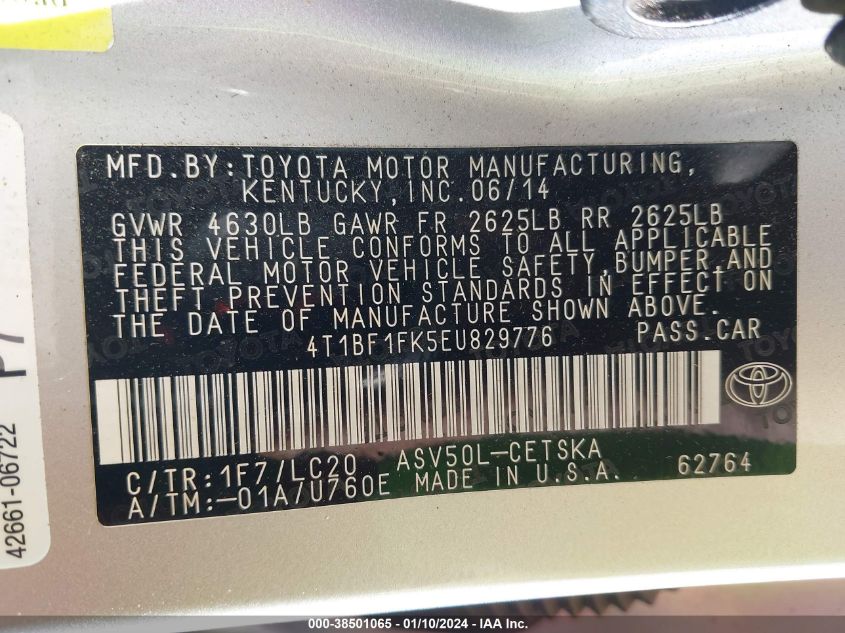 MFD.BY:TOYOTA MOTOR MANUFACTURING,
KENTUCKY,INC.06/14
GVWR 4630LB GAWR FR 2625LB RR 2625LB
THIS VEHICLE CONFORMS TO ALL APPLICABLE
FEDERAL MOTOR VEHICLE SAFETY,BUMPER,AND
THEFT PREVENTION STANDARDS IN EFFECT ON
THE DATE OF MANUFACTURE SHOWN ABOVE.
4T1BF1FK5EU829776 PASS.CAR
C/TR:1F7/LC20 ASV50L-CETSKA
A/TM:-01A/U760E MADE IN U.S.A. 62764
42661-06722
P7
000-38501065 - 01/10/2024 - IAA Inc.